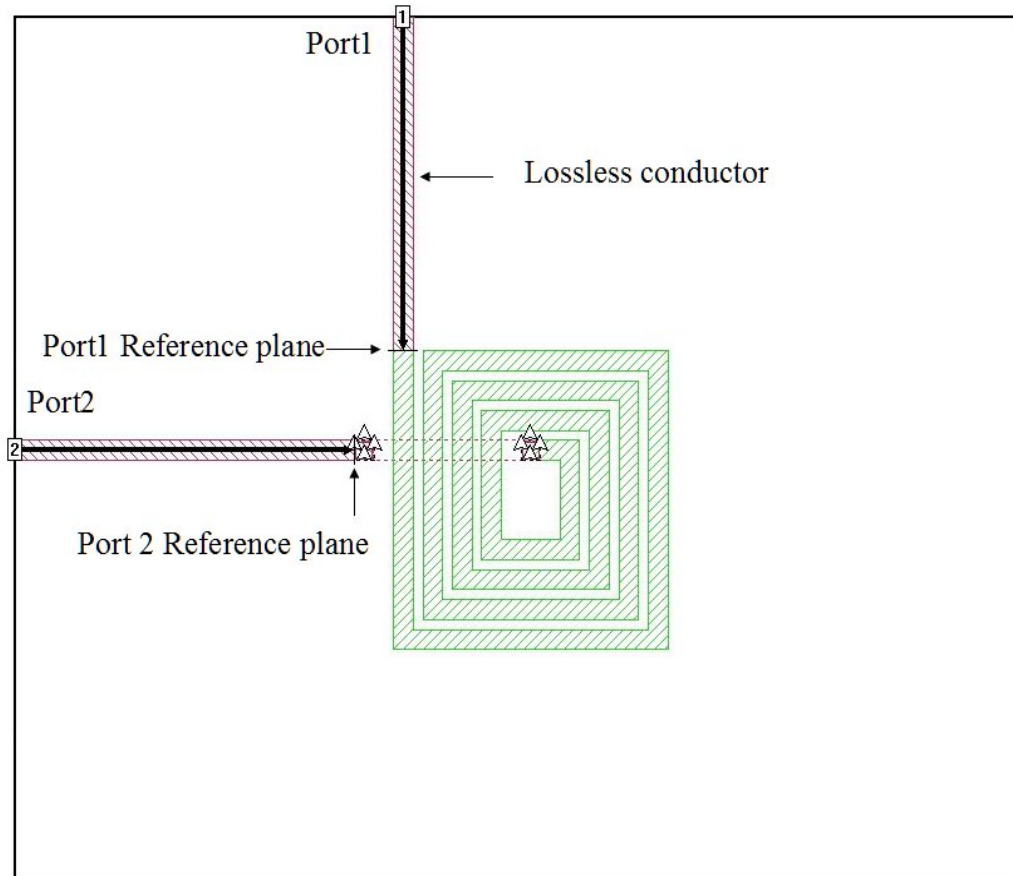 1
Port1
Lossless conductor
Port1 Reference plane
Port2
2
Port 2 Reference plane